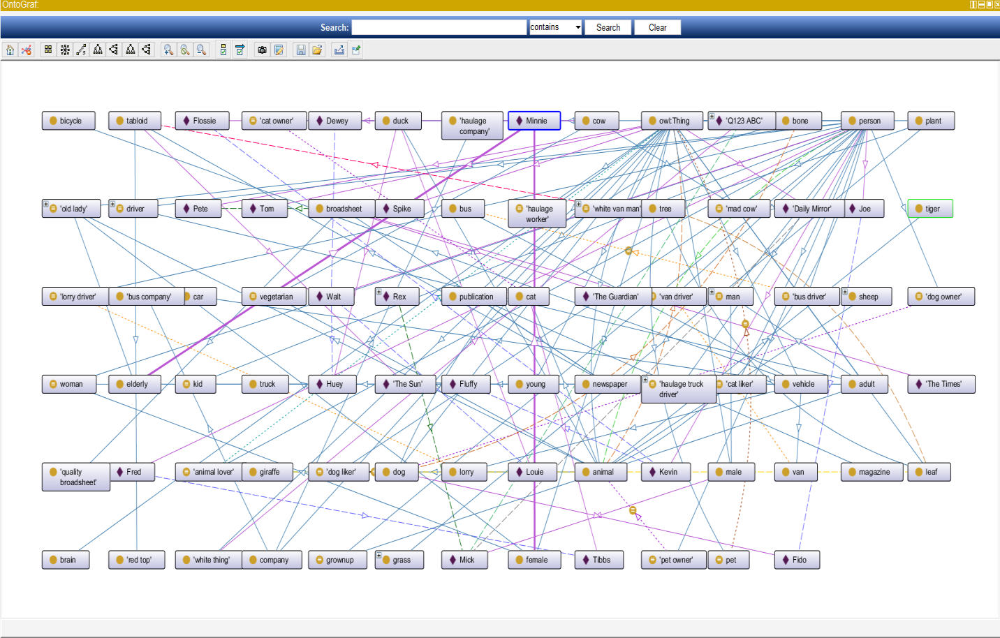 OntoGraf:
Search:
contains
Search
Clear
bicycle
tabloid
Flossie
'cat owner'
Dewey
duck
'haulage
company'
Minnie
cow
owl:Thing
'Q123 ABC'
bone
person
plant
'old lady'
driver
Pete
Tom
broadsheet
Spike
bus
'haulage
worker'
'white van man'
tree
'mad cow'
'Daily Mirror'
Joe
tiger
'lorry driver'
'bus company'
car
vegetarian
Walt
Rex
publication
cat
'The Guardian'
'van driver'
man
'bus driver'
sheep
'dog owner'
woman
elderly
kid
truck
Huey
'The Sun'
Fluffy
young
newspaper
'haulage truck
driver'
'cat liker'
vehicle
adult
'The Times'
'quality
broadsheet'
Fred
'animal lover'
giraffe
'dog liker'
dog
lorry
Louie
animal
Kevin
male
van
magazine
leaf
brain
'red top'
'white thing'
company
grownup
grass
Mick
female
Tibbs
'pet owner'
pet
Fido